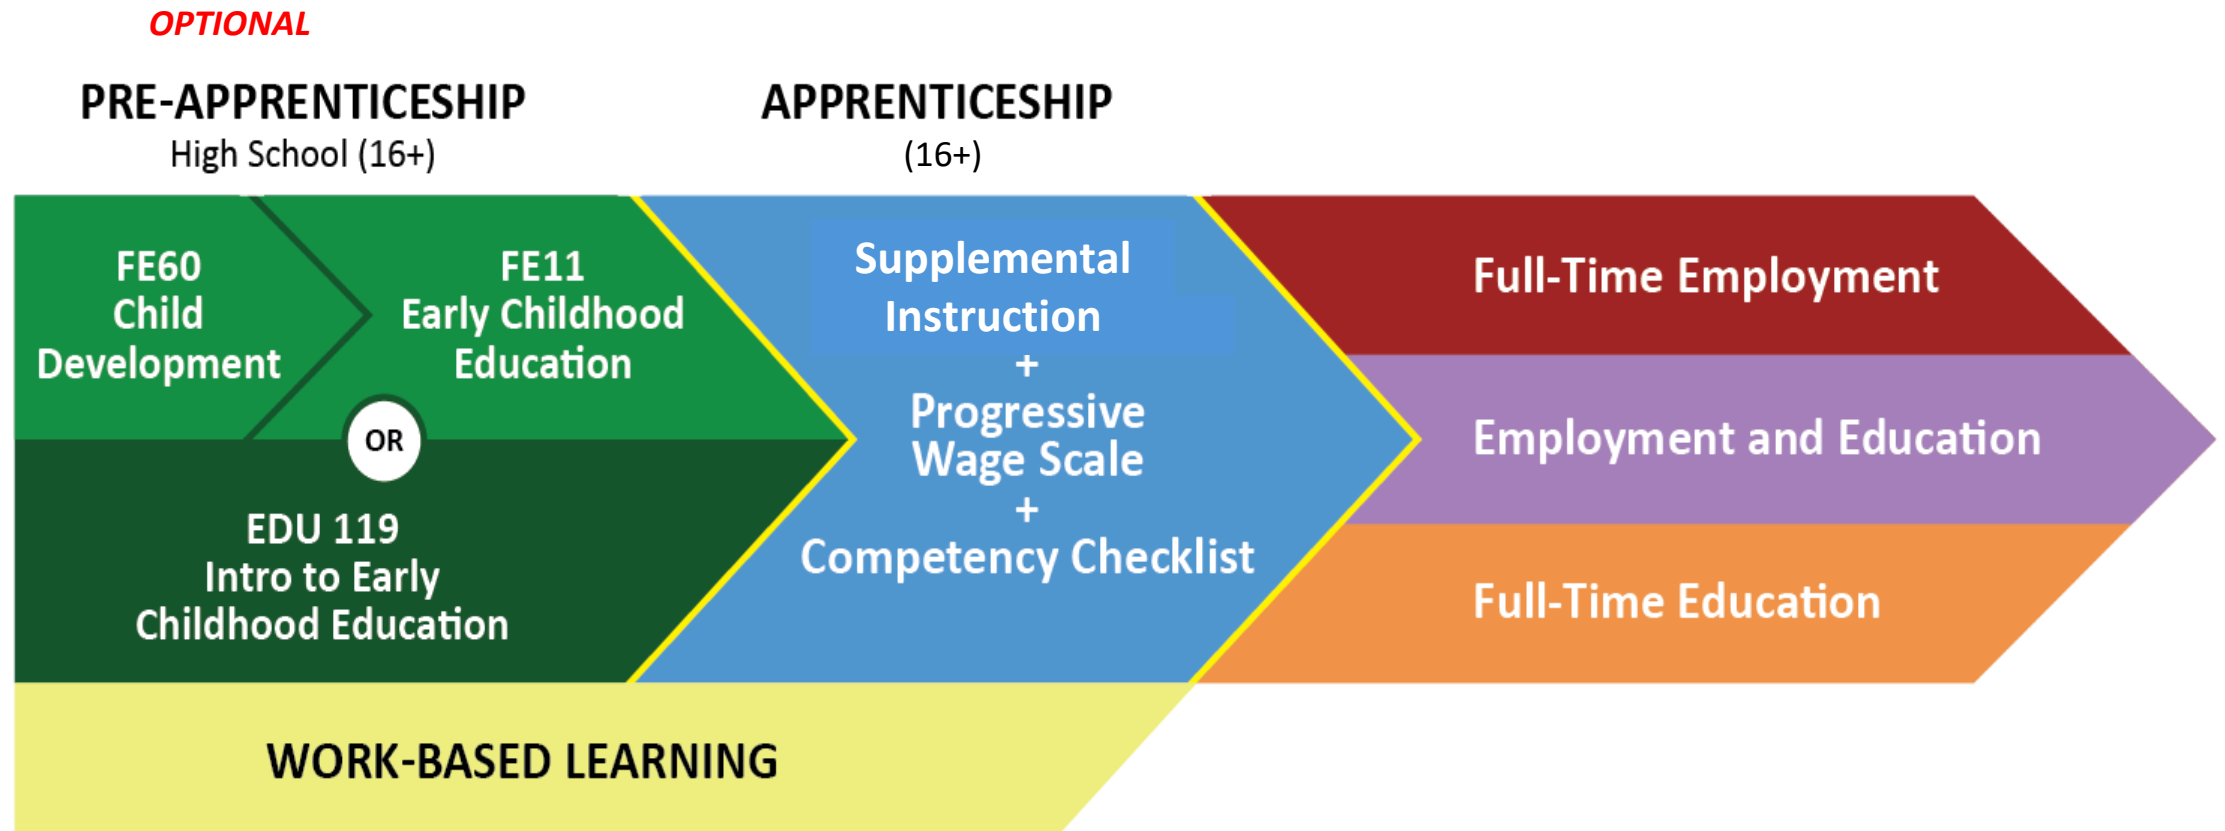 OPTIONAL
PRE-APPRENTICESHIP
High School (16+)
APPRENTICESHIP
(16+)
FE60
Child
Development
FE11
Early Childhood
Education
OR
EDU 119
Intro to Early
Childhood Education
Supplemental
Instruction
+
Progressive
Wage Scale
+
Competency Checklist
Full-Time Employment
Employment and Education
Full-Time Education
WORK-BASED LEARNING